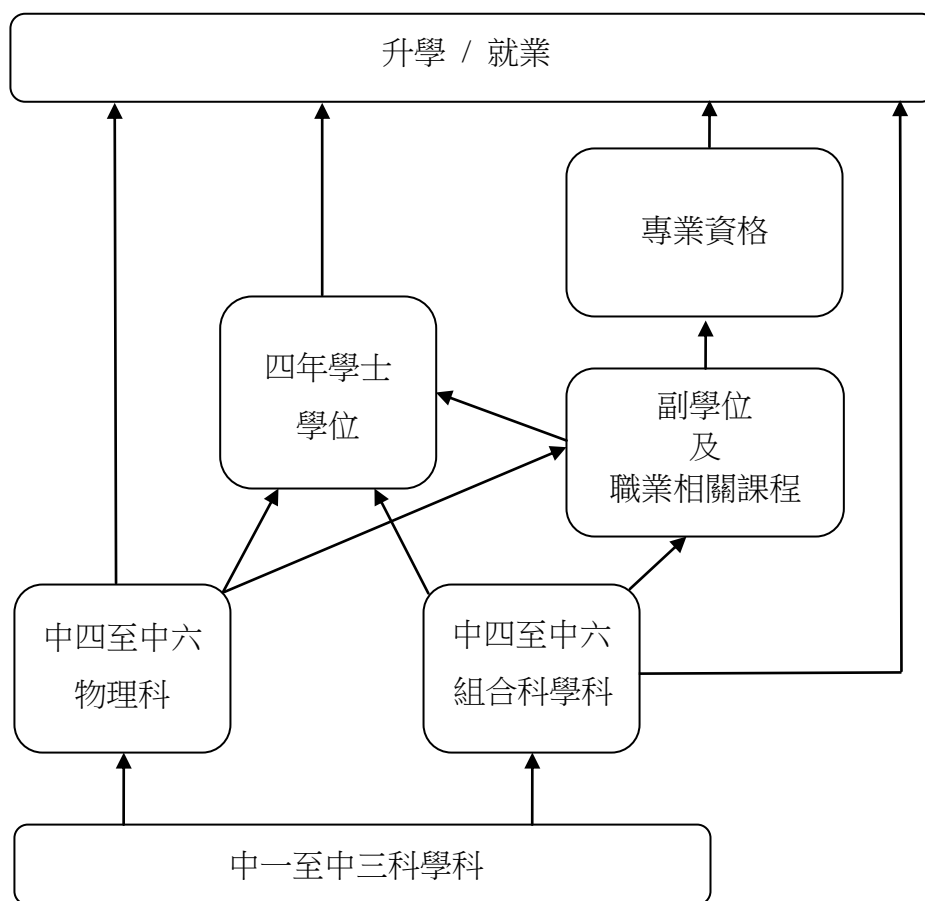 升學 / 就業
專業資格
四年學士
學位
副學位
及
職業相關課程
中四至中六
物理科
中四至中六
組合科學科
中一至中三科學科